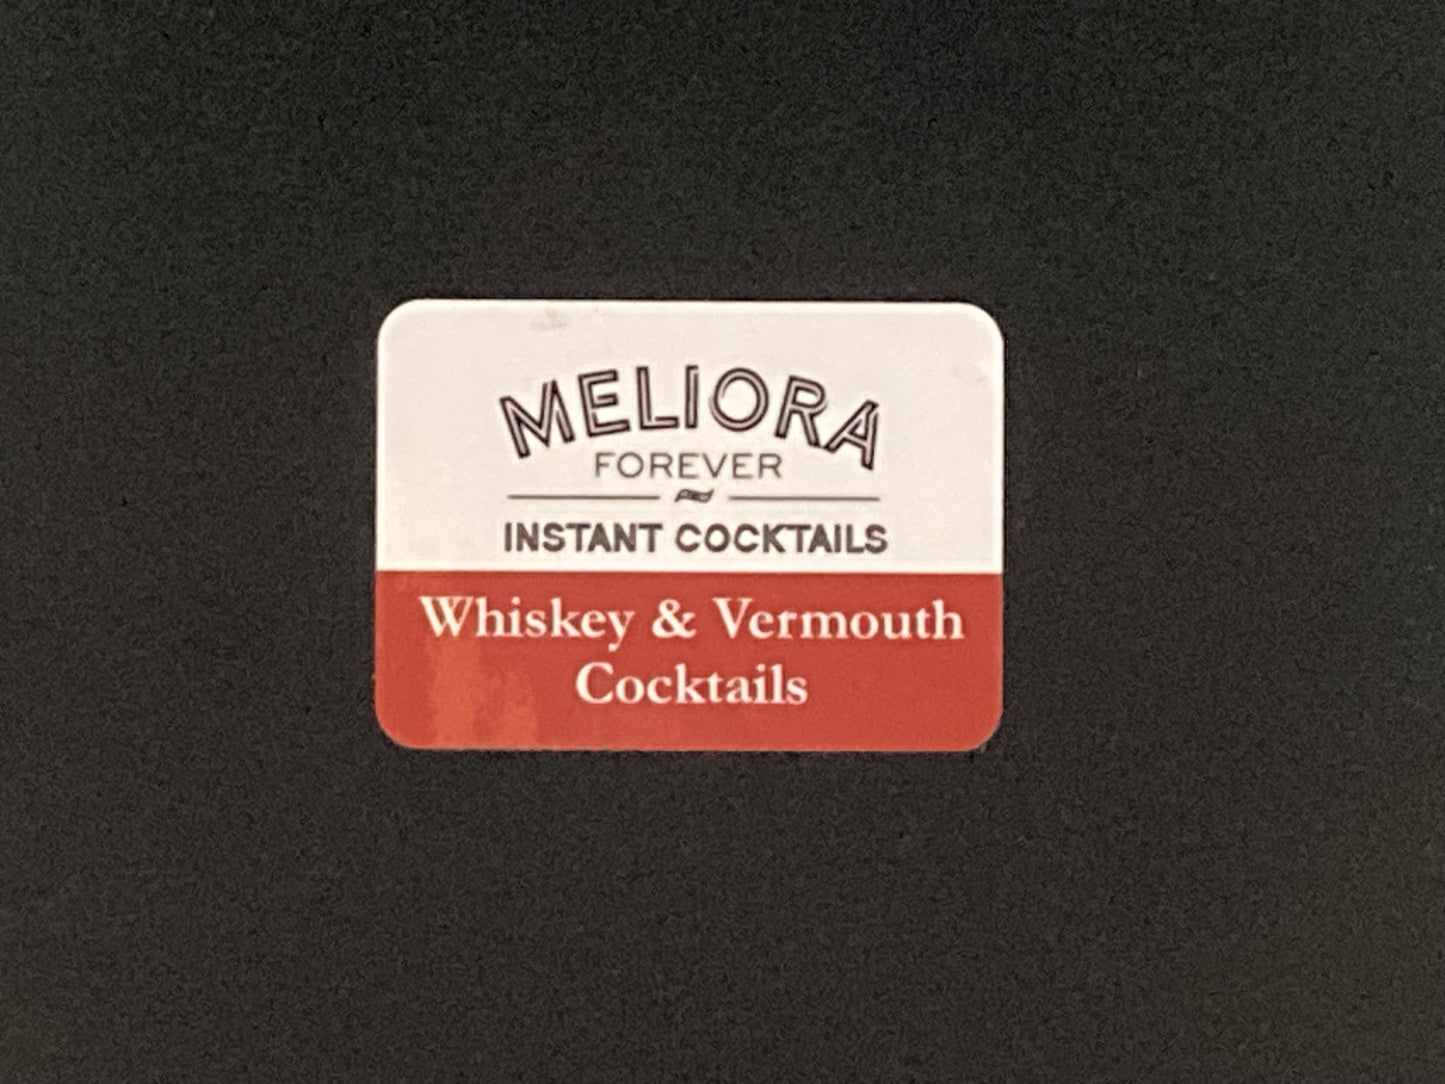 MELIORA
FOREVER
INSTANT COCKTAILS
Whiskey & Vermouth
Cocktails